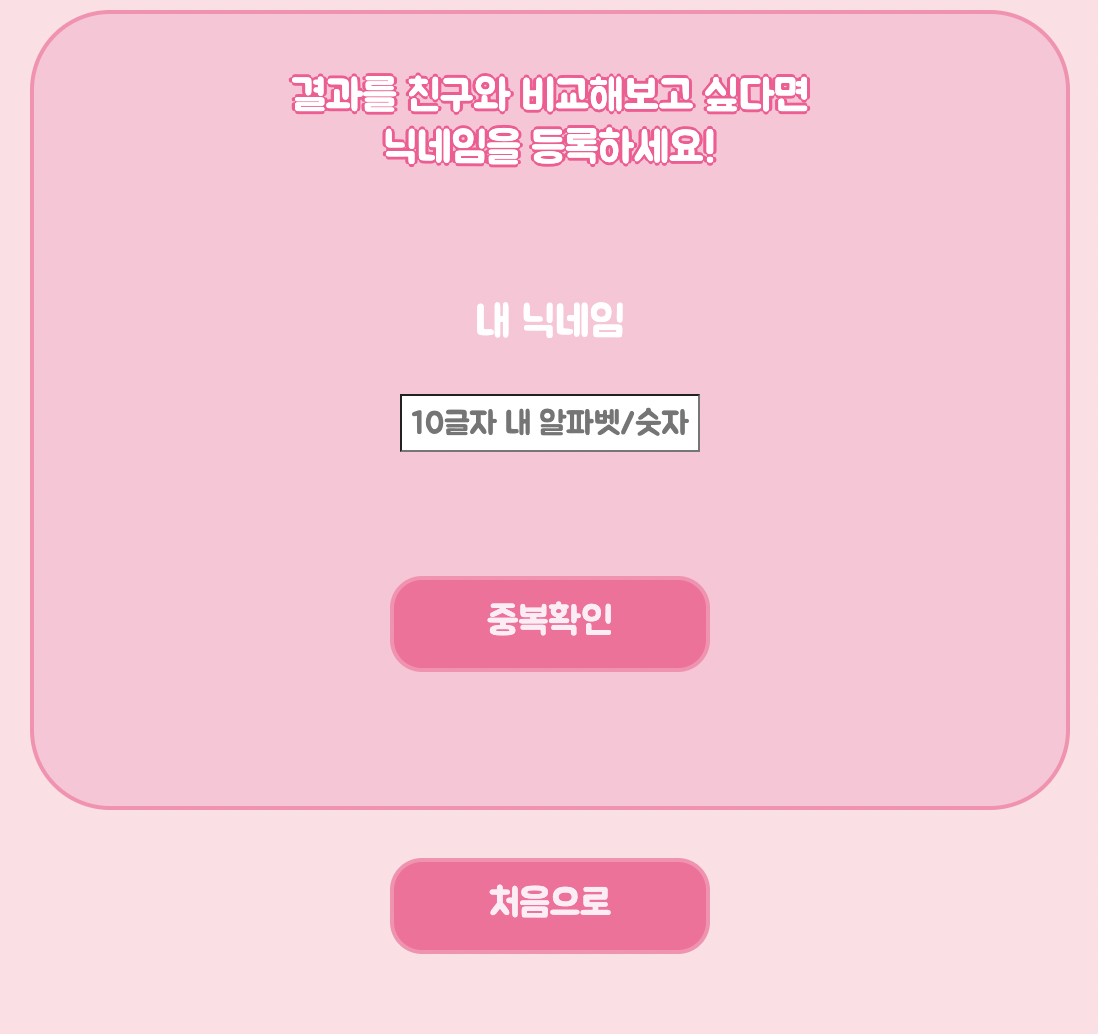 결과를 친구와 비교해보고 싶다면
닉네임을 등록하세요!
내 닉네임
10글자 내 알파벳/숫자
중복확인
처음으로